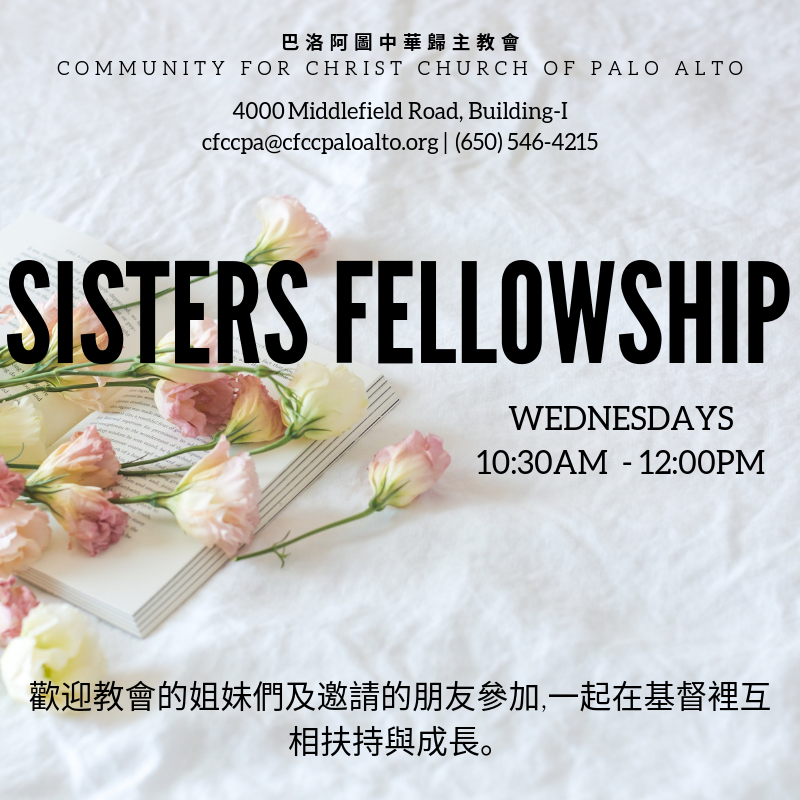 巴洛阿圖中華歸主教會
COMMUNITY FOR CHRIST CHURCH OF PALO ALTO
4000 Middlefield Road, Building-I
cfccpa@cfccpaloalto.org | (650) 546-4215
SISTERS FELLOWSHIP
WEDNESDAYS
10:30AM - 12:00PM
歡迎教會的姐妹們及邀請的朋友參加,一起在基督裡互
相扶持與成長。